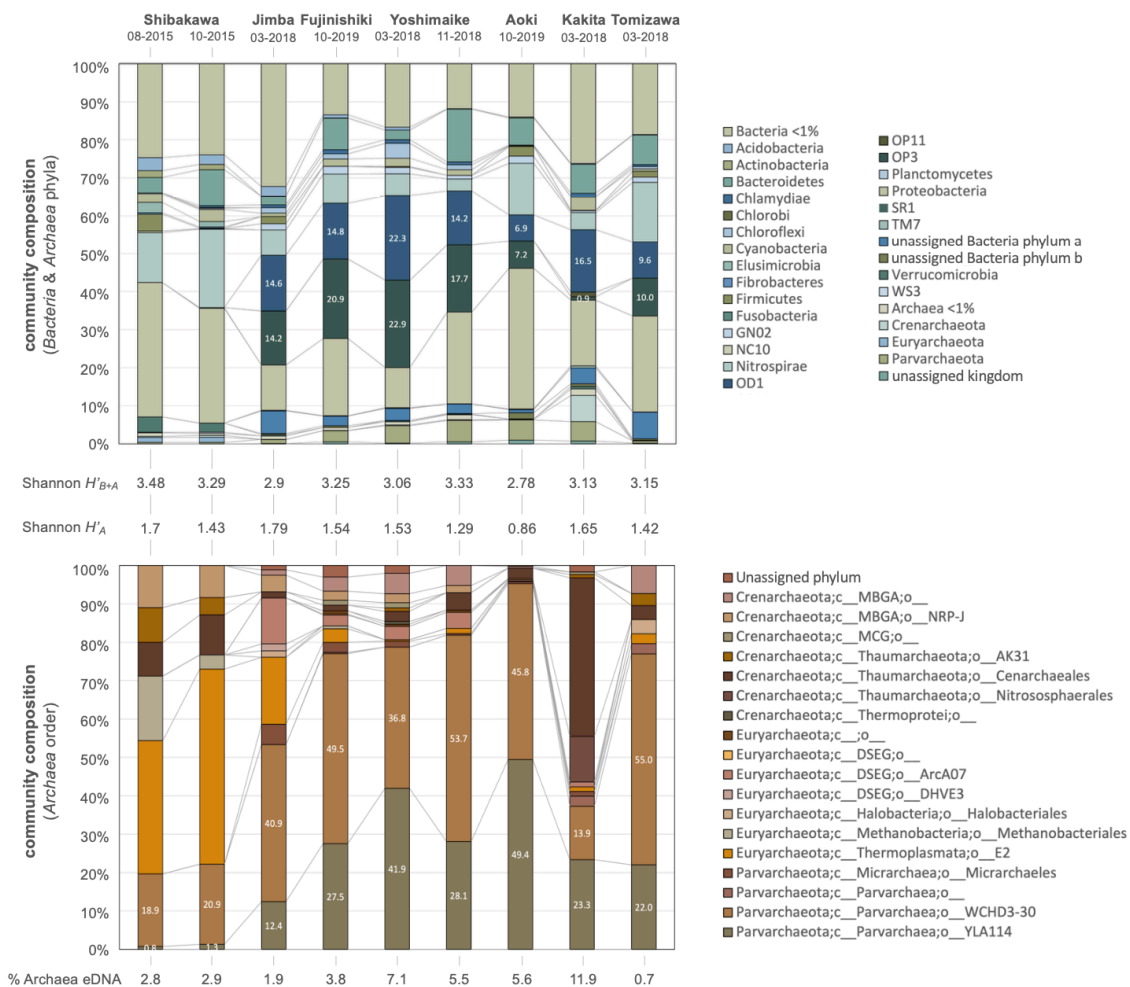 Shibakawa Jimba Fujinishiki Yoshimaike Aoki Kakita Tomizawa
08-2015 10-2015 03-2018 10-2019 03-2018 11-2018 10-2019 03-2018 03-2018
community composition
(Bacteria & Archaea phyla)
100%
90%
80%
70%
60%
50%
40%
30%
20%
10%
0%
14.6
14.2
14.8
20.9
22.3
22.9
14.2
17.7
6.9
7.2
16.5
0.9
9.6
10.0
Bacteria <1%
Acidobacteria
Actinobacteria
Bacteroidetes
Chlamydiae
Chlorobi
Chloroflexi
Cyanobacteria
Elusimicrobia
Fibrobacteres
Firmicutes
Fusobacteria
GN02
NC10
Nitrospirae
OD1
OP11
OP3
Planctomycetes
Proteobacteria
SR1
TM7
unassigned Bacteria phylum a
unassigned Bacteria phylum b
Verrucomicrobia
WS3
Archaea <1%
Crenarchaeota
Euryarchaeota
Parvarchaeota
unassigned kingdom
Shannon H'B+A 3.48 3.29 2.9 3.25 3.06 3.33 2.78 3.13 3.15
Shannon H'A 1.7 1.43 1.79 1.54 1.53 1.29 0.86 1.65 1.42
community composition
(Archaea order)
100%
90%
80%
70%
60%
50%
40%
30%
20%
10%
0%
18.9
0.8
20.9
1.3
40.9
12.4
49.5
27.5
36.8
41.9
53.7
28.1
45.8
49.4
13.9
23.3
55.0
22.0
Unassigned phylum
Crenarchaeota;c__MBGA;o__
Crenarchaeota;c__MBGA;o__NRP-J
Crenarchaeota;c__MCG;o__
Crenarchaeota;c__Thaumarchaeota;o__AK31
Crenarchaeota;c__Thaumarchaeota;o__Cenarchaeales
Crenarchaeota;c__Thaumarchaeota;o__Nitrososphaerales
Crenarchaeota;c__Thermoprotei;o__
Euryarchaeota;c__;o__
Euryarchaeota;c__DSEG;o__
Euryarchaeota;c__DSEG;o__ArcA07
Euryarchaeota;c__DSEG;o__DHVE3
Euryarchaeota;c__Halobacteria;o__Halobacteriales
Euryarchaeota;c__Methanobacteria;o__Methanobacteriales
Euryarchaeota;c__Thermoplasmata;o__E2
Parvarchaeota;c__Micrarchaea;o__Micrarchaeles
Parvarchaeota;c__Parvarchaea;o__
Parvarchaeota;c__Parvarchaea;o__WCHD3-30
Parvarchaeota;c__Parvarchaea;o__YLA114
% Archaea eDNA 2.8 2.9 1.9 3.8 7.1 5.5 5.6 11.9 0.7